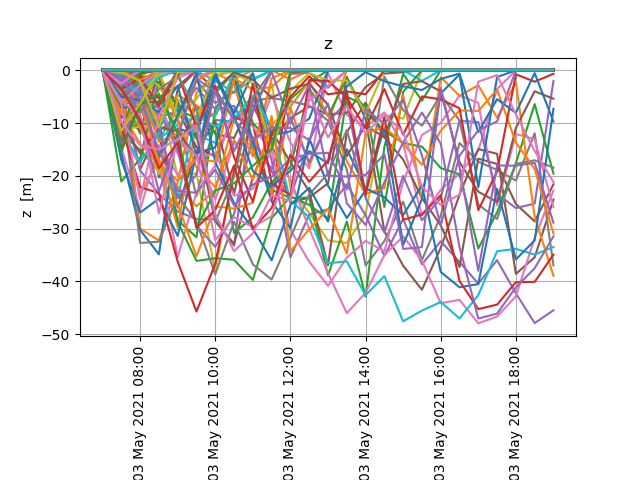 z
0
−10
−20
−30
−40
−50
z [m]
03 May 2021 08:00
03 May 2021 10:00
03 May 2021 12:00
03 May 2021 14:00
03 May 2021 16:00
03 May 2021 18:00